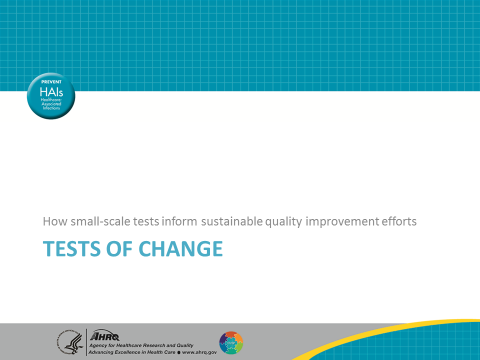 PREVENT
HAIs
Healthcare-
Associated
Infections
How small-scale tests inform sustainable quality improvement efforts
TESTS OF CHANGE
AHRQ
Agency for Healthcare Research and Quality
Advancing Excellence in Health Care • www.ahrq.gov